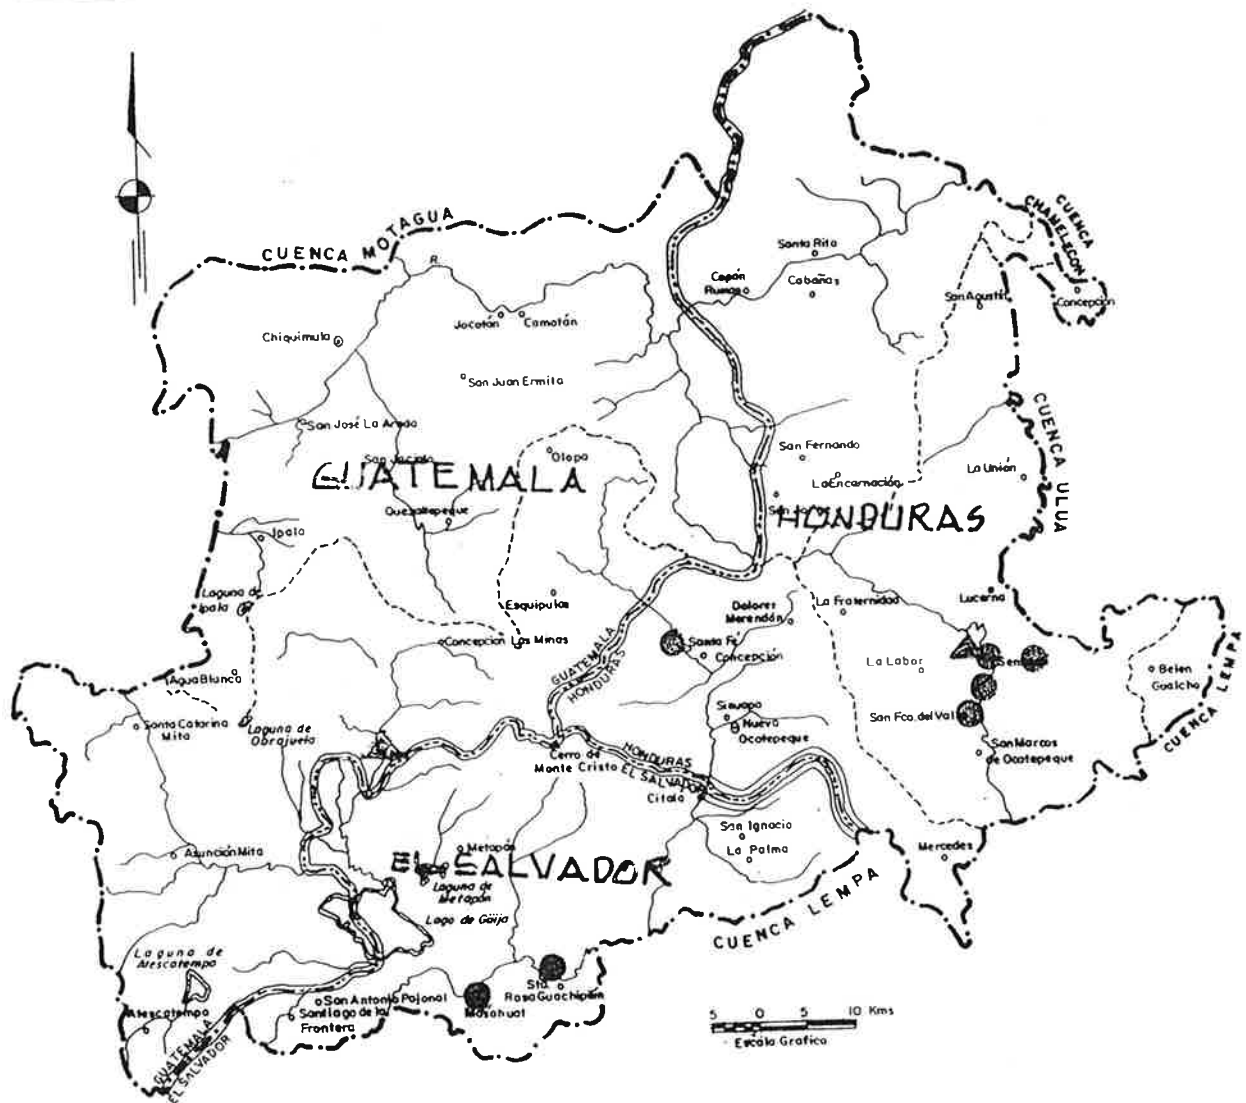 CUENCA MOTAGUA
R.
CUENCA
CHAMELECON
Santa Rita
Copán
Ruinas
Cabañas
San Agustín
Concepción
Jocotán
Camotán
Chiquimula
San Juan Ermita
San José La Arada
San Jacinto
Olopa
San Fernando
La Encarnación
La Unión
CUENCA ULUA
GUATEMALA
HONDURAS
Quezaltepeque
Ipala
Laguna de
Ipala
Esquipulas
Dolores
Merendón
La Fraternidad
Lucerna
Concepción Las Minas
GUATEMALA
HONDURAS
Santa Fé
Concepción
La Labor
Belen
Gualcho
CUENCA LEMPA
Agua Blanca
Santa Catarina
Mita
Laguna de
Obrajuelo
Sinuapa
Nueva
Ocotepeque
San Fco. del Val
San Marcos
de Ocotepeque
Cerro de
Monte Cristo
HONDURAS
EL SALVADOR
Citalá
San Ignacio
La Palma
Mercedes
Asunción Mita
Metapán
EL SALVADOR
Laguna de
Metapán
Lago de Güija
CUENCA LEMPA
Laguna de
Atescatempa
Atescatempa
San Antonio Pajonal
Santiago de la
Frontera
Masahuat
Sta.
Rosa Guachipilín
GUATEMALA
EL SALVADOR
5 0 5 10 Kms
Escala Grafica